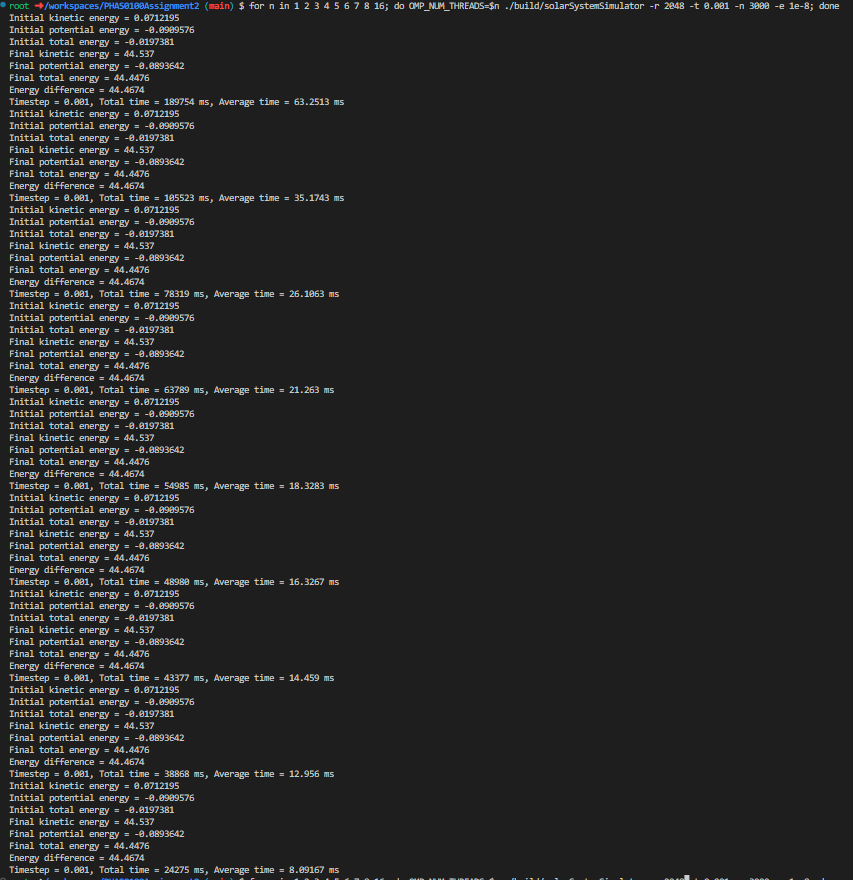 root ➜/workspaces/PHAS0100Assignment2 (main) $ for n in 1 2 3 4 5 6 7 8 16; do OMP_NUM_THREADS=$n ./build/solarSystemSimulator -r 2048 -t 0.001 -n 3000 -e 1e-8; done
Initial kinetic energy = 0.0712195
Initial potential energy = -0.0909576
Initial total energy = -0.0197381
Final kinetic energy = 44.537
Final potential energy = -0.0893642
Final total energy = 44.4476
Energy difference = 44.4674
Timestep = 0.001, Total time = 189754 ms, Average time = 63.2513 ms
Initial kinetic energy = 0.0712195
Initial potential energy = -0.0909576
Initial total energy = -0.0197381
Final kinetic energy = 44.537
Final potential energy = -0.0893642
Final total energy = 44.4476
Energy difference = 44.4674
Timestep = 0.001, Total time = 105523 ms, Average time = 35.1743 ms
Initial kinetic energy = 0.0712195
Initial potential energy = -0.0909576
Initial total energy = -0.0197381
Final kinetic energy = 44.537
Final potential energy = -0.0893642
Final total energy = 44.4476
Energy difference = 44.4674
Timestep = 0.001, Total time = 78319 ms, Average time = 26.1063 ms
Initial kinetic energy = 0.0712195
Initial potential energy = -0.0909576
Initial total energy = -0.0197381
Final kinetic energy = 44.537
Final potential energy = -0.0893642
Final total energy = 44.4476
Energy difference = 44.4674
Timestep = 0.001, Total time = 63789 ms, Average time = 21.263 ms
Initial kinetic energy = 0.0712195
Initial potential energy = -0.0909576
Initial total energy = -0.0197381
Final kinetic energy = 44.537
Final potential energy = -0.0893642
Final total energy = 44.4476
Energy difference = 44.4674
Timestep = 0.001, Total time = 54985 ms, Average time = 18.3283 ms
Initial kinetic energy = 0.0712195
Initial potential energy = -0.0909576
Initial total energy = -0.0197381
Final kinetic energy = 44.537
Final potential energy = -0.0893642
Final total energy = 44.4476
Energy difference = 44.4674
Timestep = 0.001, Total time = 48980 ms, Average time = 16.3267 ms
Initial kinetic energy = 0.0712195
Initial potential energy = -0.0909576
Initial total energy = -0.0197381
Final kinetic energy = 44.537
Final potential energy = -0.0893642
Final total energy = 44.4476
Energy difference = 44.4674
Timestep = 0.001, Total time = 43377 ms, Average time = 14.459 ms
Initial kinetic energy = 0.0712195
Initial potential energy = -0.0909576
Initial total energy = -0.0197381
Final kinetic energy = 44.537
Final potential energy = -0.0893642
Final total energy = 44.4476
Energy difference = 44.4674
Timestep = 0.001, Total time = 38868 ms, Average time = 12.956 ms
Initial kinetic energy = 0.0712195
Initial potential energy = -0.0909576
Initial total energy = -0.0197381
Final kinetic energy = 44.537
Final potential energy = -0.0893642
Final total energy = 44.4476
Energy difference = 44.4674
Timestep = 0.001, Total time = 24275 ms, Average time = 8.09167 ms